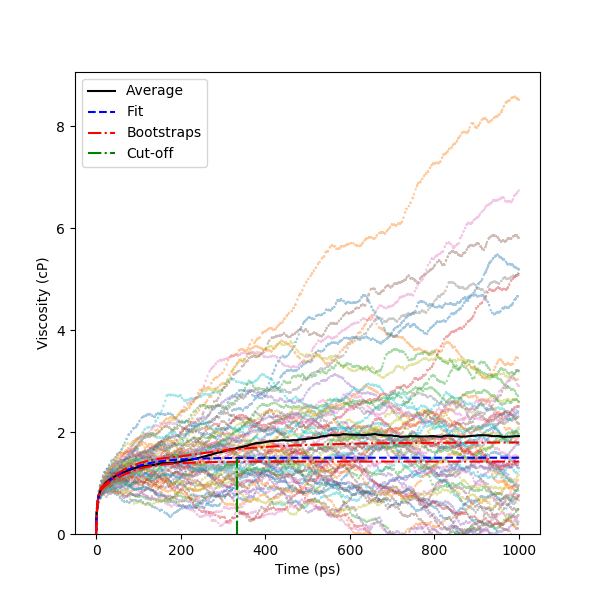 Average
Fit
Bootstraps
Cut-off
Viscosity (cP)
8
6
4
2
0
0 200 400 600 800 1000
Time (ps)